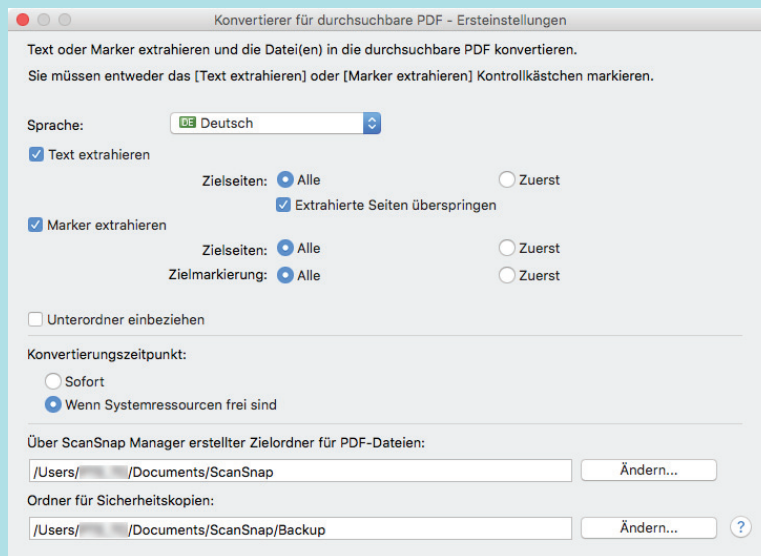 Konvertierer für durchsuchbare PDF - Ersteinstellungen
Text oder Marker extrahieren und die Datei(en) in die durchsuchbare PDF konvertieren.
Sie müssen entweder das [Text extrahieren] oder [Marker extrahieren] Kontrollkästchen markieren.
Sprache: DE Deutsch
Text extrahieren
Zielseiten: Alle Zuerst
Extrahierte Seiten überspringen
Marker extrahieren
Zielseiten: Alle Zuerst
Zielmarkierung: Alle Zuerst
Unterordner einbeziehen
Konvertierungszeitpunkt:
Sofort
Wenn Systemressourcen frei sind
Über ScanSnap Manager erstellter Zielordner für PDF-Dateien:
/Users/ /Documents/ScanSnap Ändern...
Ordner für Sicherheitskopien:
/Users/ /Documents/ScanSnap/Backup Ändern... ?